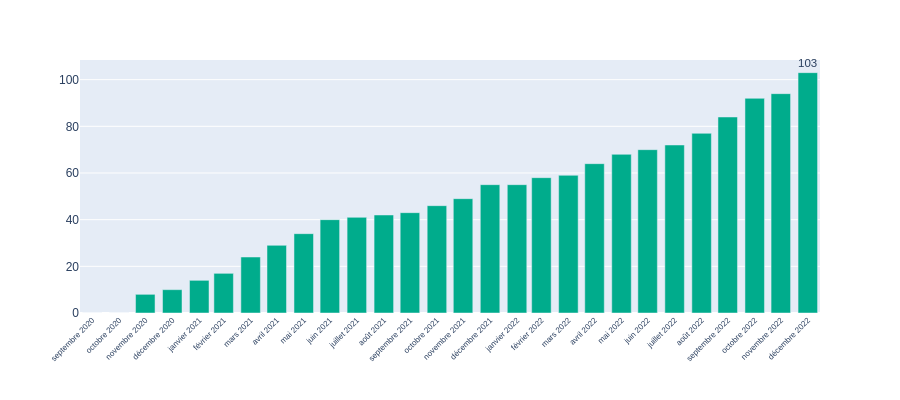 103
100
80
60
40
20
0
septembre 2020
octobre 2020
novembre 2020
décembre 2020
janvier 2021
février 2021
mars 2021
avril 2021
mai 2021
juin 2021
juillet 2021
août 2021
septembre 2021
octobre 2021
novembre 2021
décembre 2021
janvier 2022
février 2022
mars 2022
avril 2022
mai 2022
juin 2022
juillet 2022
août 2022
septembre 2022
octobre 2022
novembre 2022
décembre 2022